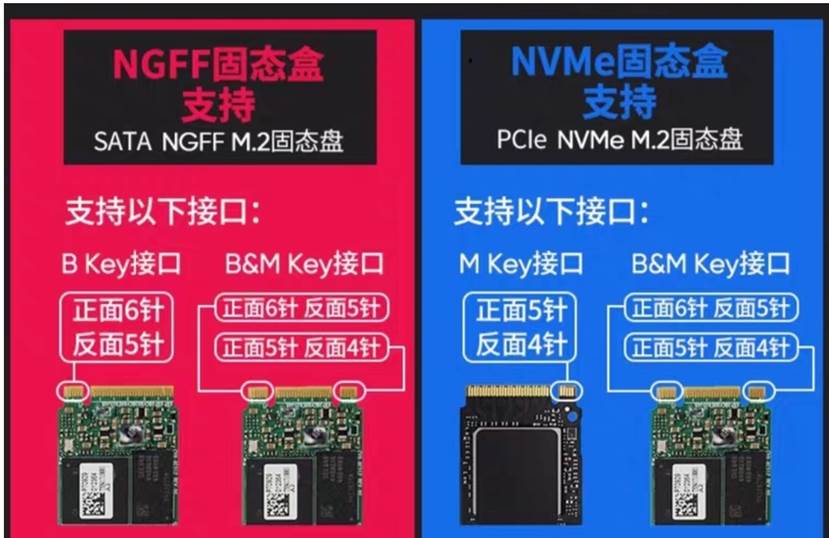 NGFF固态盒
支持
SATA NGFF M.2固态盘
支持以下接口：
B Key接口
B&M Key接口
正面6针
反面5针
正面6针 反面5针
正面5针 反面4针
NVMe固态盒
支持
PCIe NVMe M.2固态盘
支持以下接口：
M Key接口
B&M Key接口
正面5针
反面4针
正面6针 反面5针
正面5针 反面4针